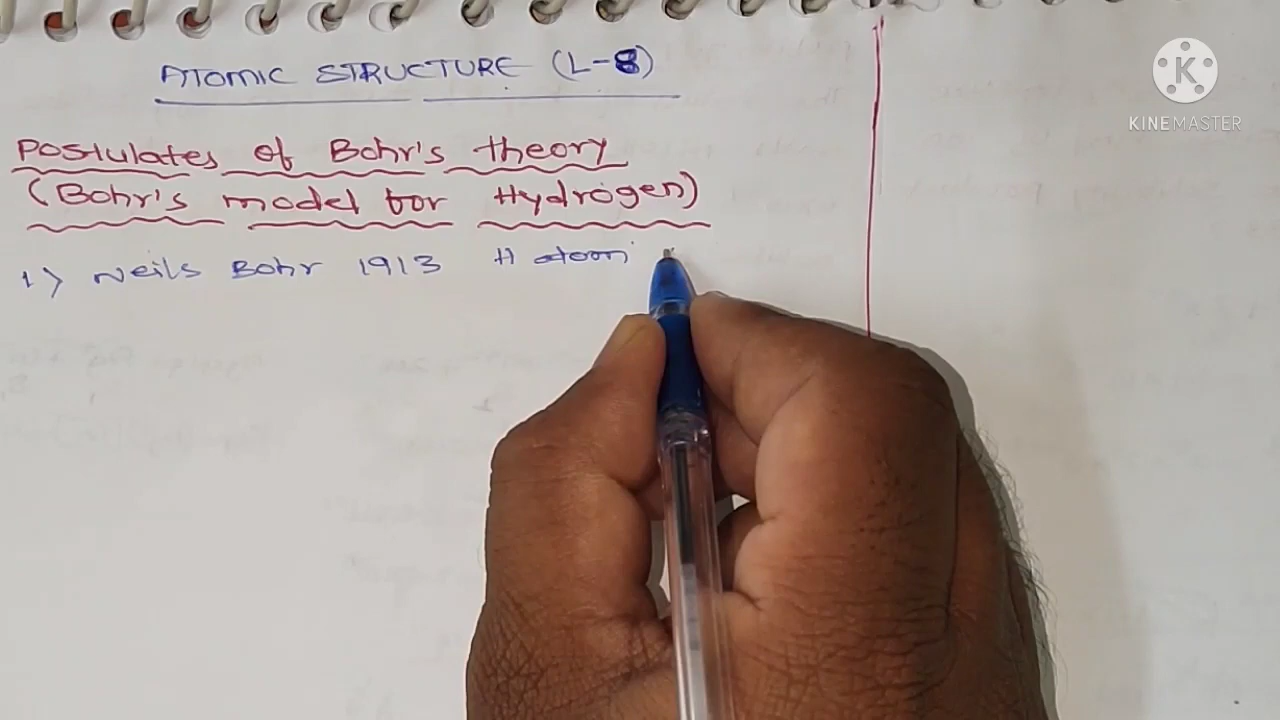 ATOMIC STRUCTURE (L-8)
Postulates of Bohr's theory
(Bohr's model for Hydrogen)
1) Neils Bohr 1913 H atom
K
KINEMASTER